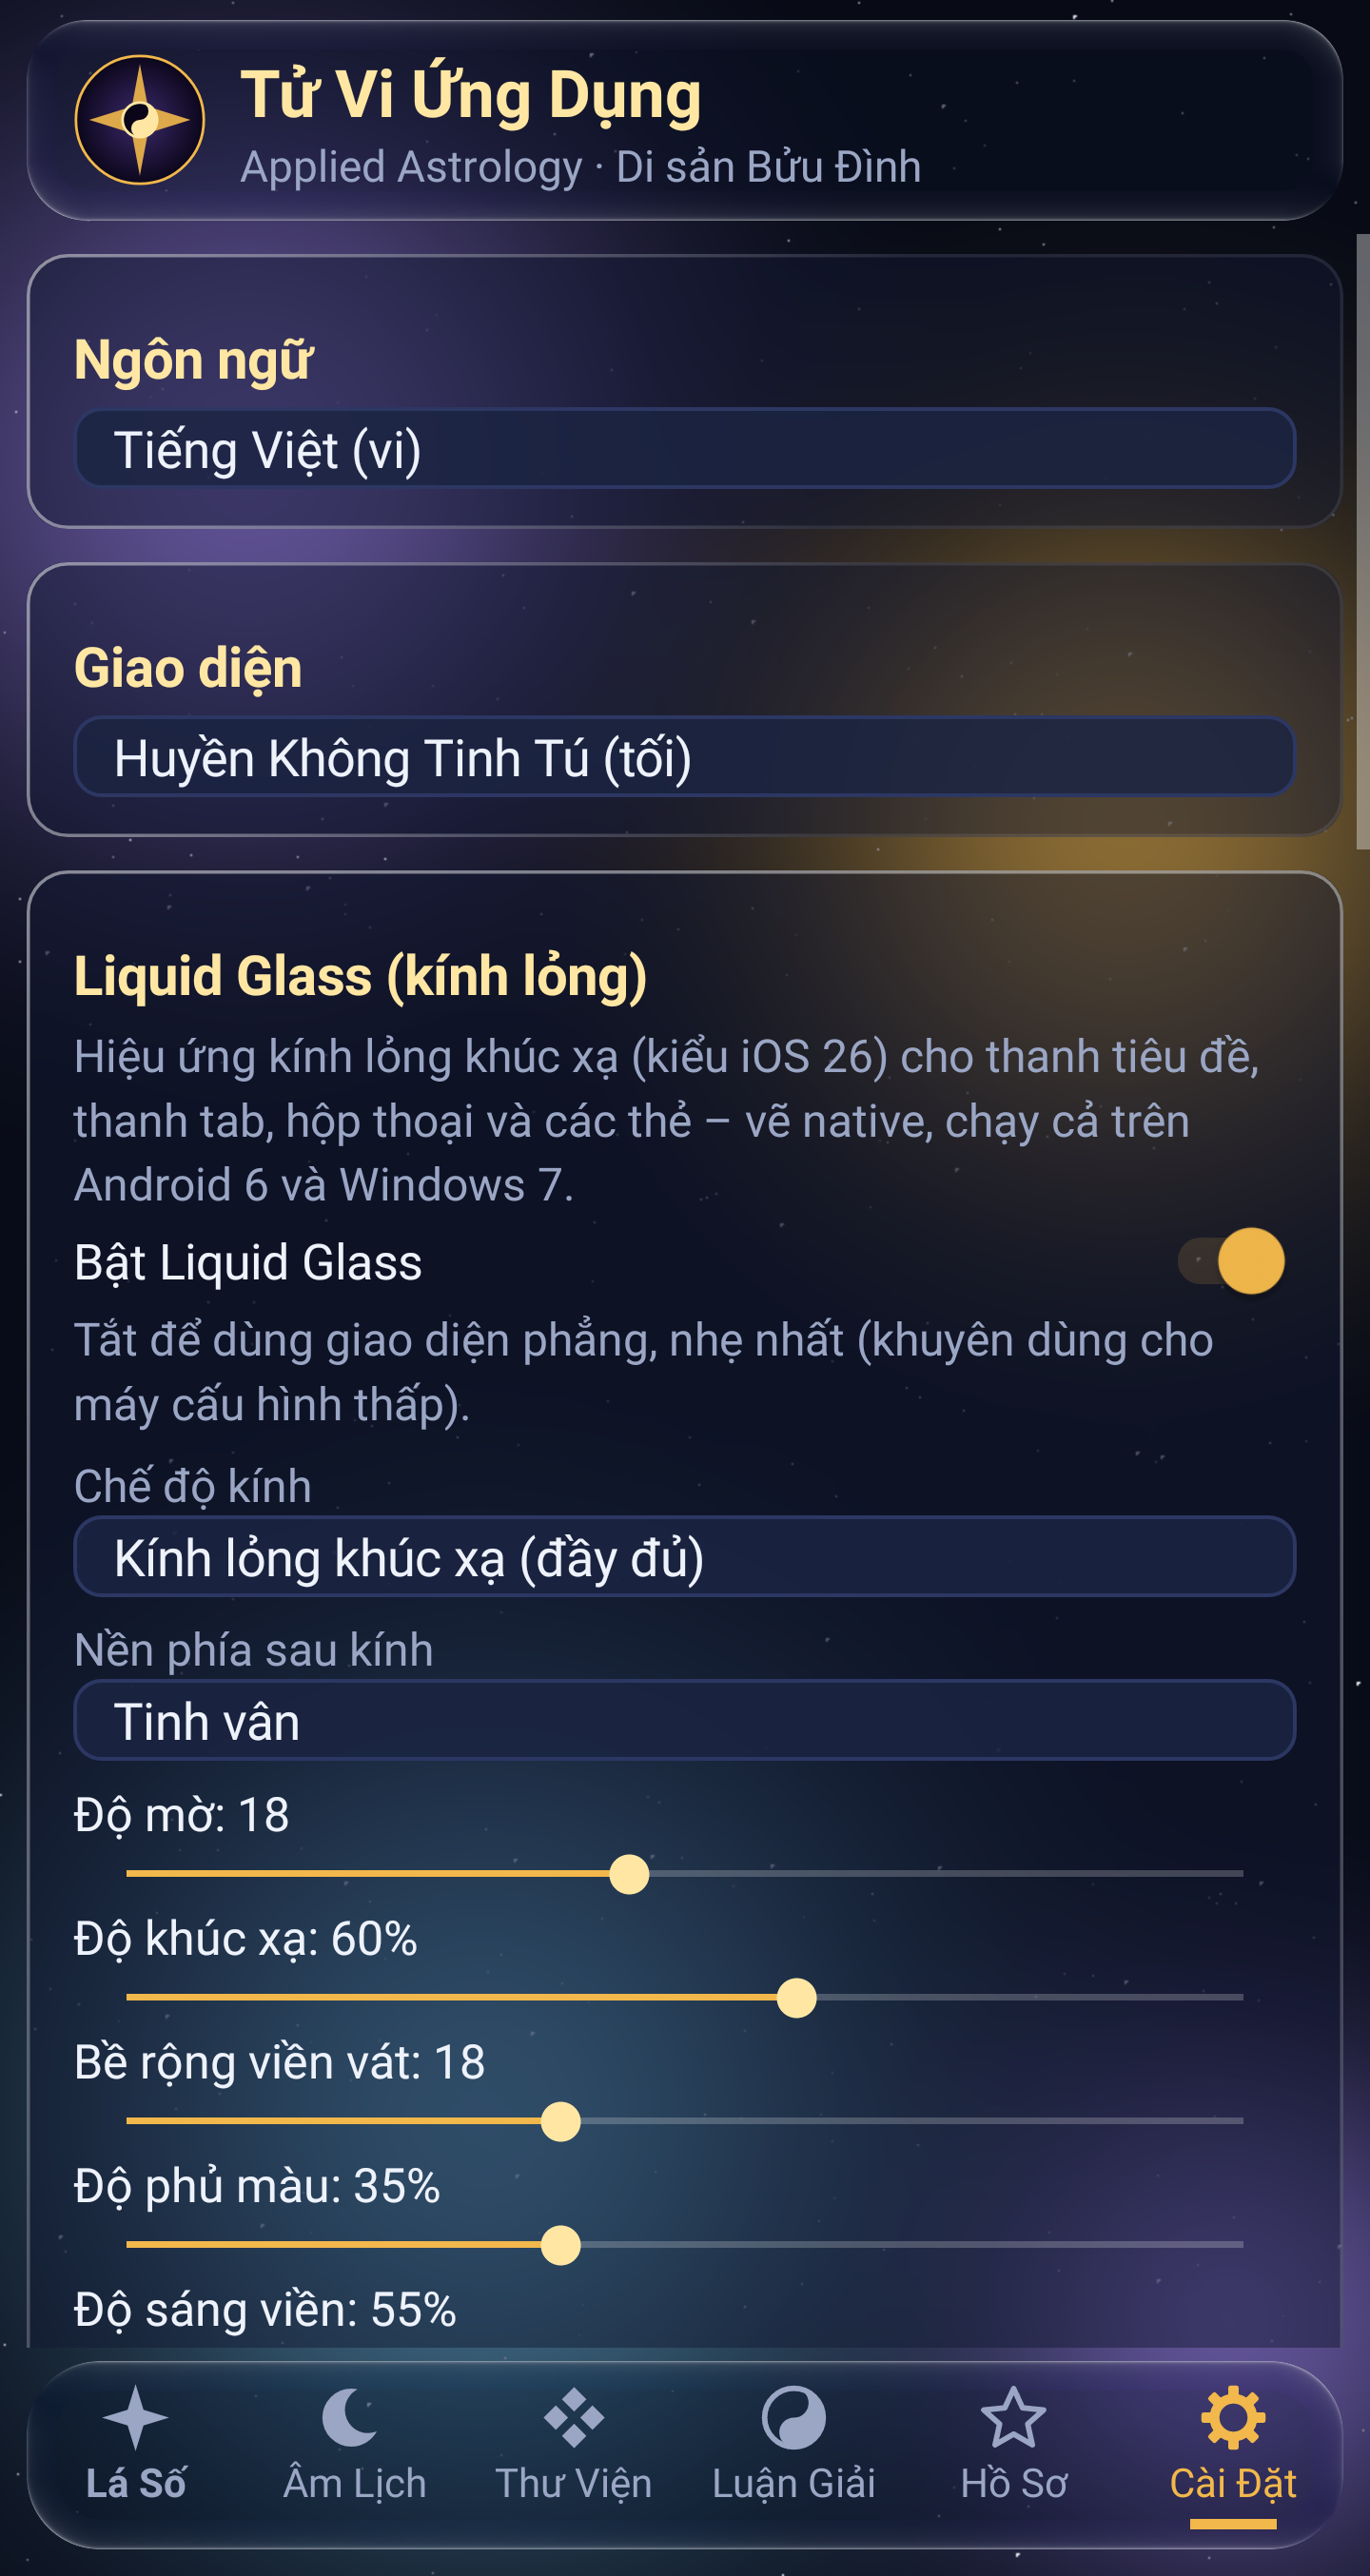 Tử Vi Ứng Dụng
Applied Astrology · Di sản Bửu Đình
Ngôn ngữ
Tiếng Việt (vi)
Giao diện
Huyền Không Tinh Tú (tối)
Liquid Glass (kính lỏng)
Hiệu ứng kính lỏng khúc xạ (kiểu iOS 26) cho thanh tiêu đề,
thanh tab, hộp thoại và các thẻ – vẽ native, chạy cả trên
Android 6 và Windows 7.
Bật Liquid Glass
Tắt để dùng giao diện phẳng, nhẹ nhất (khuyên dùng cho
máy cấu hình thấp).
Chế độ kính
Kính lỏng khúc xạ (đầy đủ)
Nền phía sau kính
Tinh vân
Độ mờ: 18
Độ khúc xạ: 60%
Bề rộng viền vát: 18
Độ phủ màu: 35%
Độ sáng viền: 55%
Lá Số
Âm Lịch
Thư Viện
Luận Giải
Hồ Sơ
Cài Đặt